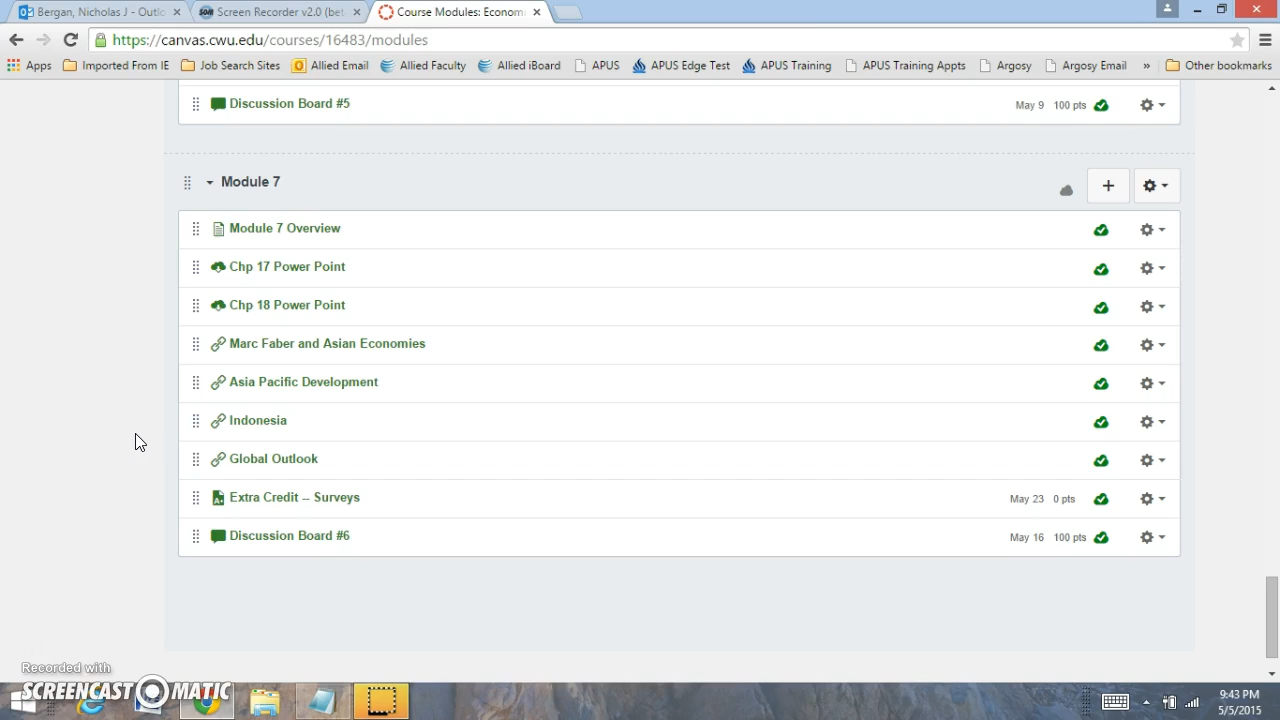 Bergan, Nicholas J - Outlo
Screen Recorder v2.0 (bet
Course Modules: Econom
https://canvas.cwu.edu/courses/16483/modules
Apps
Imported From IE
Job Search Sites
Allied Email
Allied Faculty
Allied iBoard
APUS
APUS Edge Test
APUS Training
APUS Training Appts
Argosy
Argosy Email
»
Other bookmarks
Discussion Board #5
May 9 100 pts
Module 7
Module 7 Overview
Chp 17 Power Point
Chp 18 Power Point
Marc Faber and Asian Economies
Asia Pacific Development
Indonesia
Global Outlook
Extra Credit -- Surveys
May 23 0 pts
Discussion Board #6
May 16 100 pts
Recorded with
SCREENCAST O MATIC
9:43 PM
5/5/2015